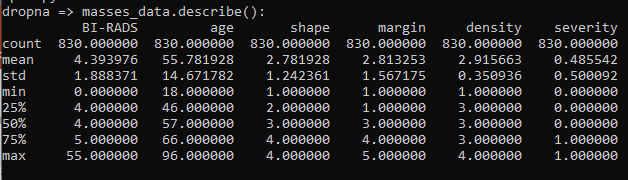 dropna => masses_data.describe():
BI-RADS age shape margin density severity
count 830.000000 830.000000 830.000000 830.000000 830.000000 830.000000
mean 4.393976 55.781928 2.781928 2.813253 2.915663 0.485542
std 1.888371 14.671782 1.242361 1.567175 0.350936 0.500092
min 0.000000 18.000000 1.000000 1.000000 1.000000 0.000000
25% 4.000000 46.000000 2.000000 1.000000 3.000000 0.000000
50% 4.000000 57.000000 3.000000 3.000000 3.000000 0.000000
75% 5.000000 66.000000 4.000000 4.000000 3.000000 1.000000
max 55.000000 96.000000 4.000000 5.000000 4.000000 1.000000